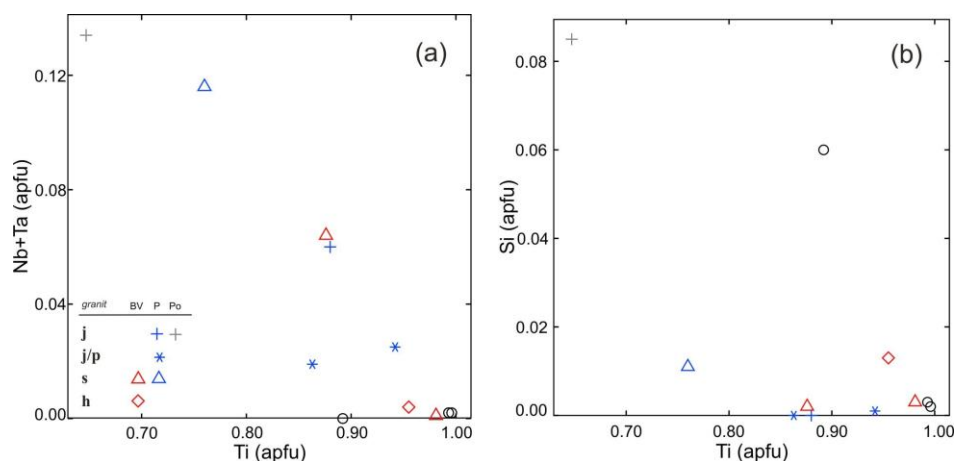 (a)
0.12
0.08
0.04
0.00
Nb+Ta (apfu)
granit BV P Po
j
j/p
s
h
0.70 0.80 0.90 1.00
Ti (apfu)
(b)
0.08
0.06
0.04
0.02
0.00
Si (apfu)
0.70 0.80 0.90 1.00
Ti (apfu)